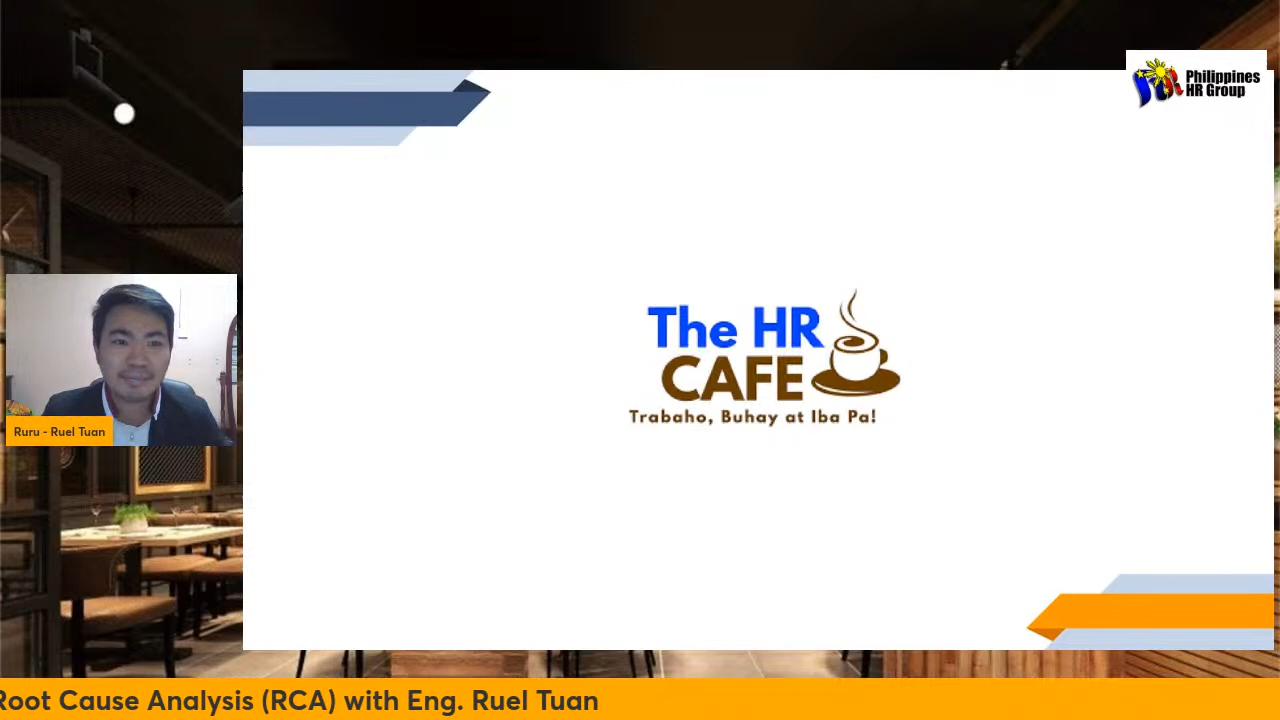 Philippines
HR Group
The HR
CAFE
Trabaho, Buhay at Iba Pa!
Ruru - Ruel Tuan
Root Cause Analysis (RCA) with Eng. Ruel Tuan